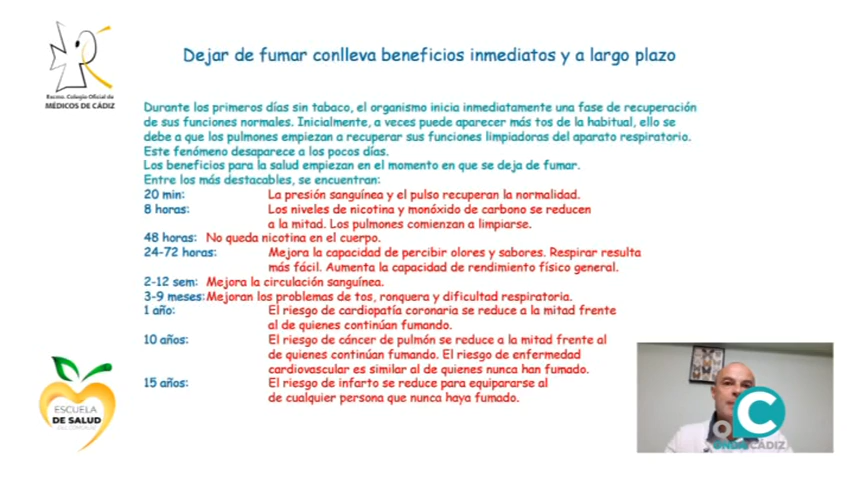 Dejar de fumar conlleva beneficios inmediatos y a largo plazo
Excmo. Colegio Oficial de
MÉDICOS DE CÁDIZ
Durante los primeros días sin tabaco, el organismo inicia inmediatamente una fase de recuperación
de sus funciones normales. Inicialmente, a veces puede aparecer más tos de la habitual, ello se
debe a que los pulmones empiezan a recuperar sus funciones limpiadoras del aparato respiratorio.
Este fenómeno desaparece a los pocos días.
Los beneficios para la salud empiezan en el momento en que se deja de fumar.
Entre los más destacables, se encuentran:
20 min: La presión sanguínea y el pulso recuperan la normalidad.
8 horas: Los niveles de nicotina y monóxido de carbono se reducen
a la mitad. Los pulmones comienzan a limpiarse.
48 horas: No queda nicotina en el cuerpo.
24-72 horas: Mejora la capacidad de percibir olores y sabores. Respirar resulta
más fácil. Aumenta la capacidad de rendimiento físico general.
2-12 sem: Mejora la circulación sanguínea.
3-9 meses: Mejoran los problemas de tos, ronquera y dificultad respiratoria.
1 año: El riesgo de cardiopatía coronaria se reduce a la mitad frente
al de quienes continúan fumando.
10 años: El riesgo de cáncer de pulmón se reduce a la mitad frente al
de quienes continúan fumando. El riesgo de enfermedad
cardiovascular es similar al de quienes nunca han fumado.
15 años: El riesgo de infarto se reduce para equipararse al
de cualquier persona que nunca haya fumado.
ESCUELA
DE SALUD
ONDA CÁDIZ